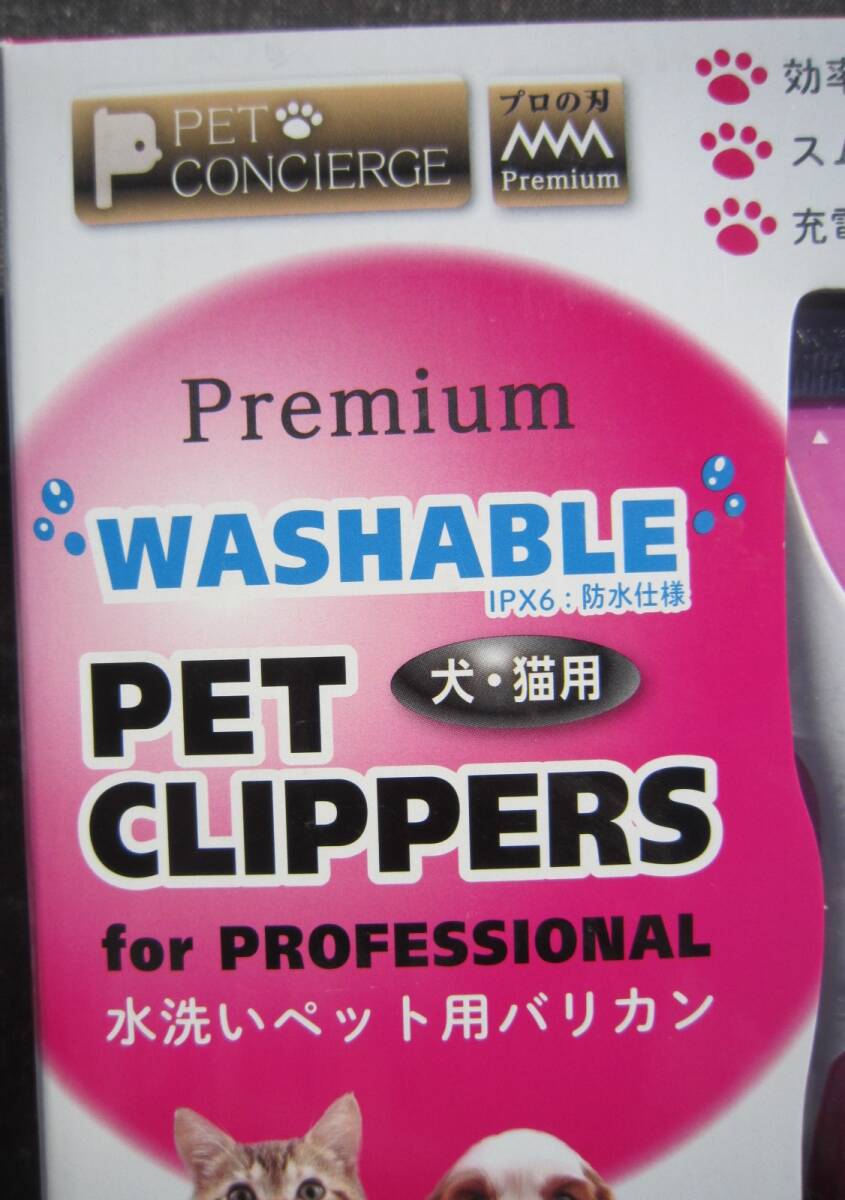 PET
CONCIERGE
プロの刃
Premium
効率
スム
充電
Premium
WASHABLE
IPX6：防水仕様
PET
犬・猫用
CLIPPERS
for PROFESSIONAL
水洗いペット用バリカン